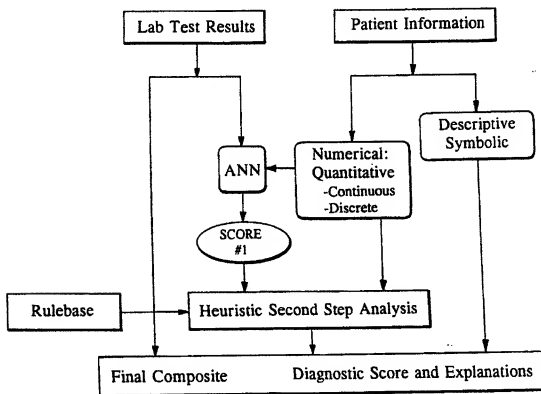 Lab Test Results
Patient Information
Descriptive
Symbolic
Numerical:
Quantitative
-Continuous
-Discrete
ANN
SCORE
#1
Rulebase
Heuristic Second Step Analysis
Final Composite Diagnostic Score and Explanations